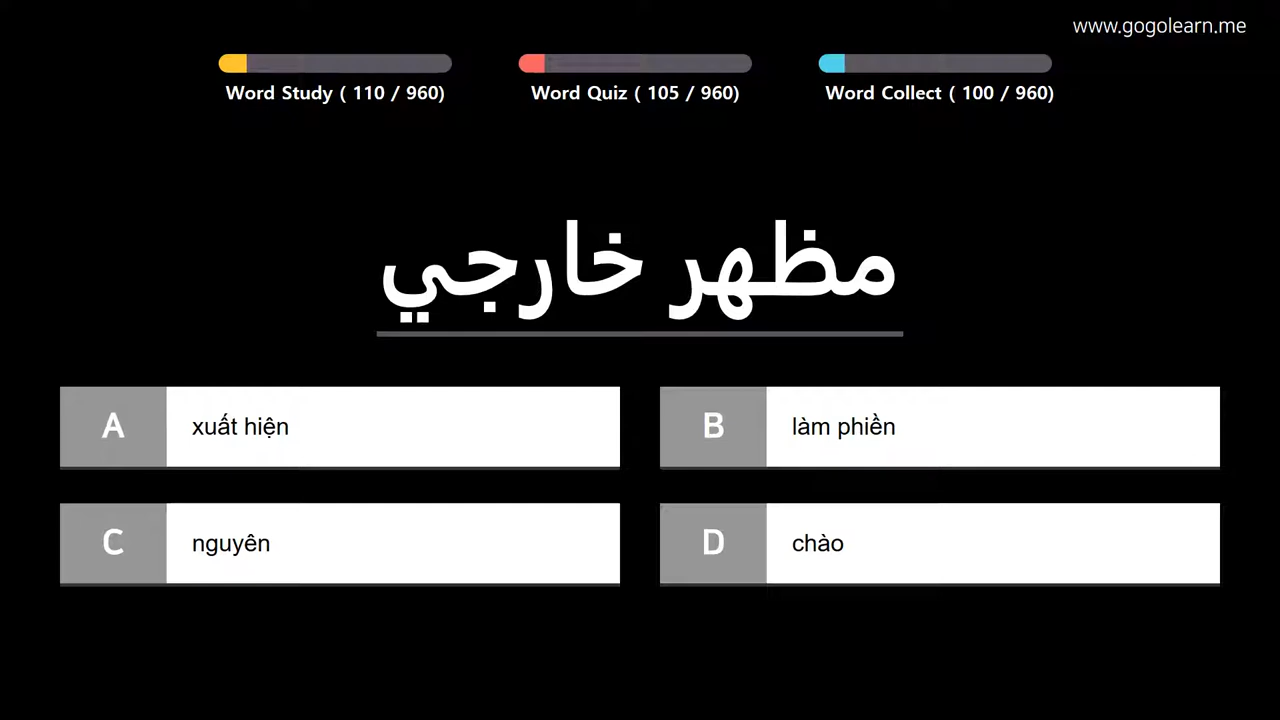 www.gogolearn.me
Word Study ( 110 / 960)
Word Quiz ( 105 / 960)
Word Collect ( 100 / 960)
مظهر خارجي
A xuất hiện
B làm phiền
C nguyên
D chào